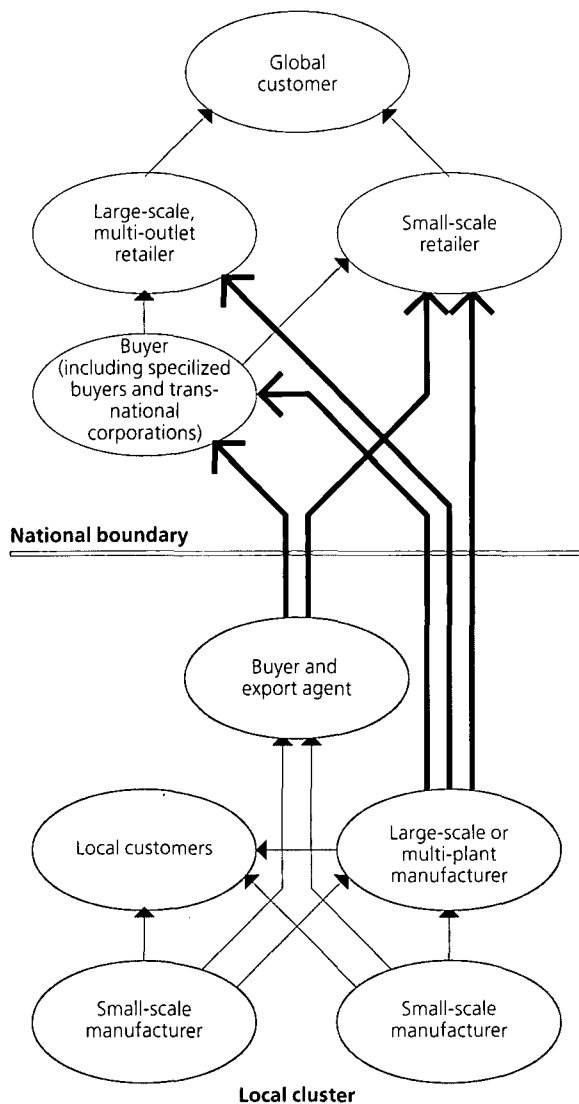 Global
customer
Large-scale,
multi-outlet
retailer
Small-scale
retailer
Buyer
(including specilized
buyers and trans-
national
corporations)
National boundary
Buyer and
export agent
Local customers
Large-scale or
multi-plant
manufacturer
Small-scale
manufacturer
Small-scale
manufacturer
Local cluster